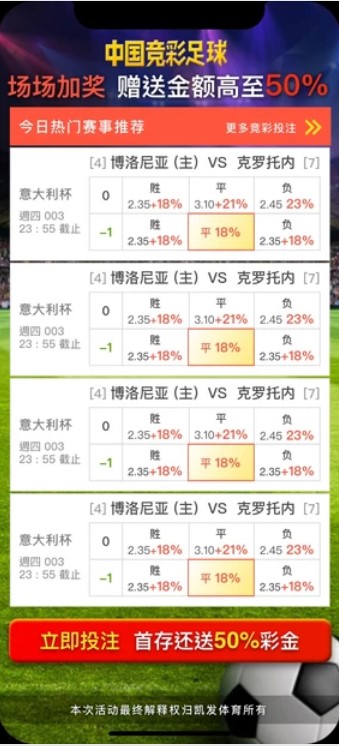 中国竞彩足球
场场加奖 赠送金额高至50%
今日热门赛事推荐 更多竞彩投注
[4] 博洛尼亚 (主) VS 克罗托内 [7]
意大利杯
週四 003
23 : 55 截止
0 胜 平 负
2.35+18% 3.10+21% 2.45 23%
-1 胜 平 18% 负
2.35+18% 2.35+18%
[4] 博洛尼亚 (主) VS 克罗托内 [7]
意大利杯
週四 003
23 : 55 截止
0 胜 平 负
2.35+18% 3.10+21% 2.45 23%
-1 胜 平 18% 负
2.35+18% 2.35+18%
[4] 博洛尼亚 (主) VS 克罗托内 [7]
意大利杯
週四 003
23 : 55 截止
0 胜 平 负
2.35+18% 3.10+21% 2.45 23%
-1 胜 平 18% 负
2.35+18% 2.35+18%
[4] 博洛尼亚 (主) VS 克罗托内 [7]
意大利杯
週四 003
23 : 55 截止
0 胜 平 负
2.35+18% 3.10+21% 2.45 23%
-1 胜 平 18% 负
2.35+18% 2.35+18%
立即投注 首存还送50%彩金
本次活动最终解释权归凯发体育所有